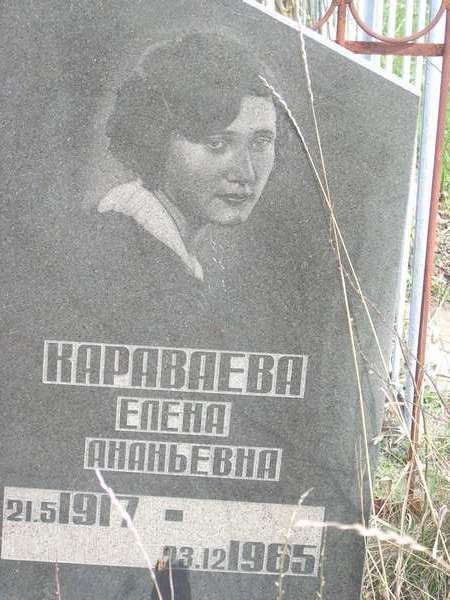 КАРАВАЕВА
ЕЛЕНА
АНАНЬЕВНА
21.5 1917 -
23.12 1965